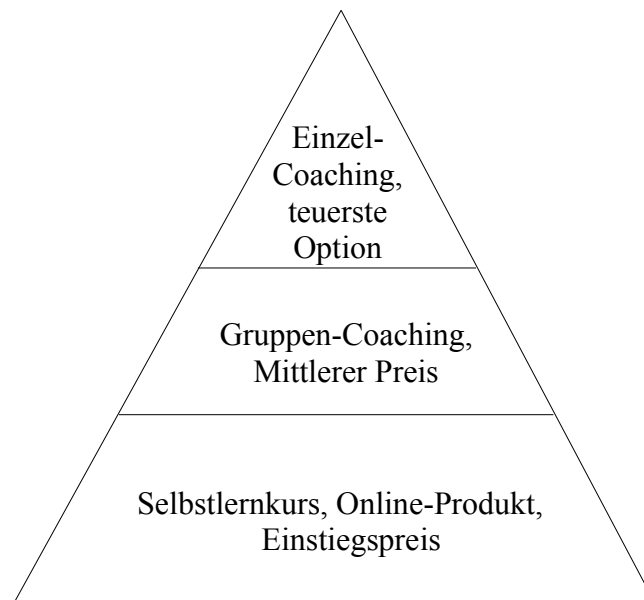 Einzel-
Coaching,
teuerste
Option
Gruppen-Coaching,
Mittlerer Preis
Selbstlernkurs, Online-Produkt,
Einstiegspreis